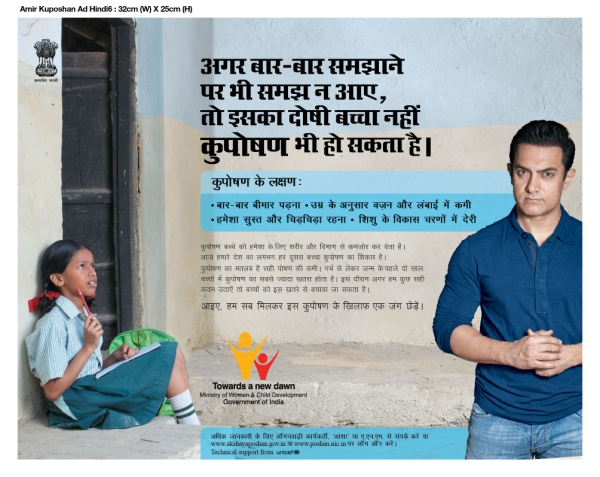 Amir Kuposhan Ad Hindi6 : 32cm (W) X 25cm (H)
सत्यमेव जयते
अगर बार-बार समझाने
पर भी समझ न आए,
तो इसका दोषी बच्चा नहीं
कुपोषण भी हो सकता है।
कुपोषण के लक्षण:
• बार-बार बीमार पड़ना • उम्र के अनुसार वज़न और लंबाई में कमी
• हमेशा सुस्त और चिड़चिड़ा रहना • शिशु के विकास चरणों में देरी
कुपोषण बच्चे को हमेशा के लिए शरीर और दिमाग से कमज़ोर कर देता है।
आज हमारे देश का लगभग हर दूसरा बच्चा कुपोषण का शिकार है।
कुपोषण का मतलब है सही पोषण की कमी। गर्भ से लेकर जन्म के पहले दो साल
बच्चों में कुपोषण का सबसे ज्यादा खतरा होता है। इस दौरान अगर हम कुछ सही
कदम उठाएँ तो बच्चों को इस खतरे से बचाया जा सकता है।
आइए, हम सब मिलकर इस कुपोषण के ख़िलाफ एक जंग छेड़ें।
Towards a new dawn
Ministry of Women & Child Development
Government of India
अधिक जानकारी के लिए आँगनवाड़ी कार्यकर्ता, 'आशा' या ए.एन.एम. से संपर्क करें या
www.akshayaposhan.gov.in या www.poshan.nic.in पर लॉग ऑन करें।
Technical support from unicef